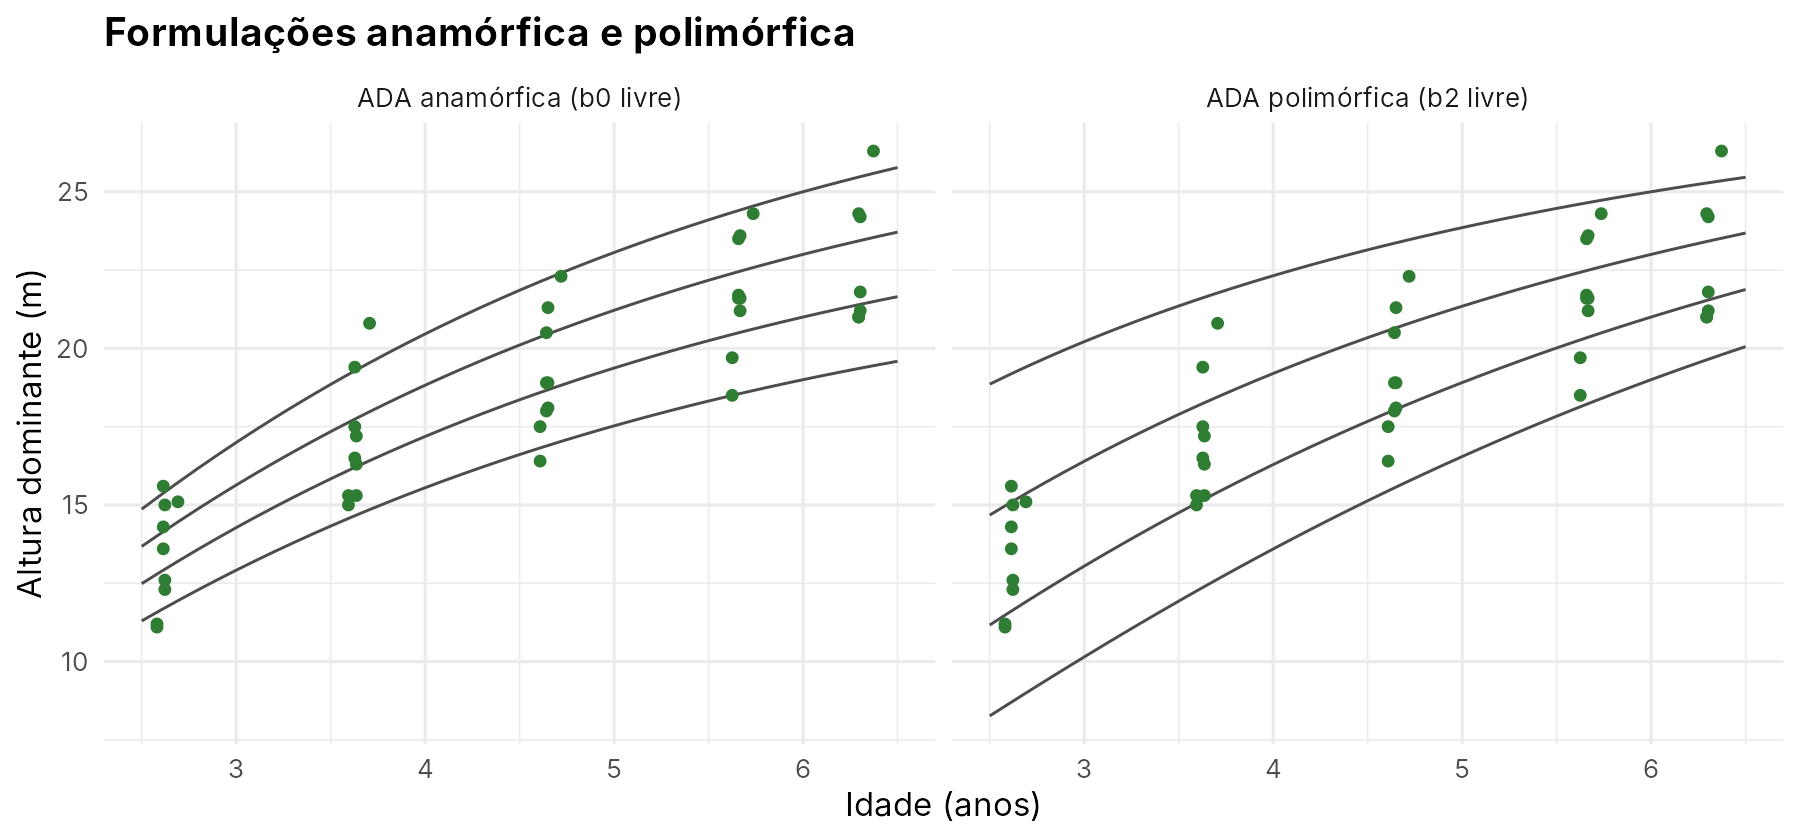 Formulações anamórfica e polimórfica
ADA anamórfica (b0 livre)
ADA polimórfica (b2 livre)
Altura dominante (m)
25
20
15
10
3
4
5
6
3
4
5
6
Idade (anos)